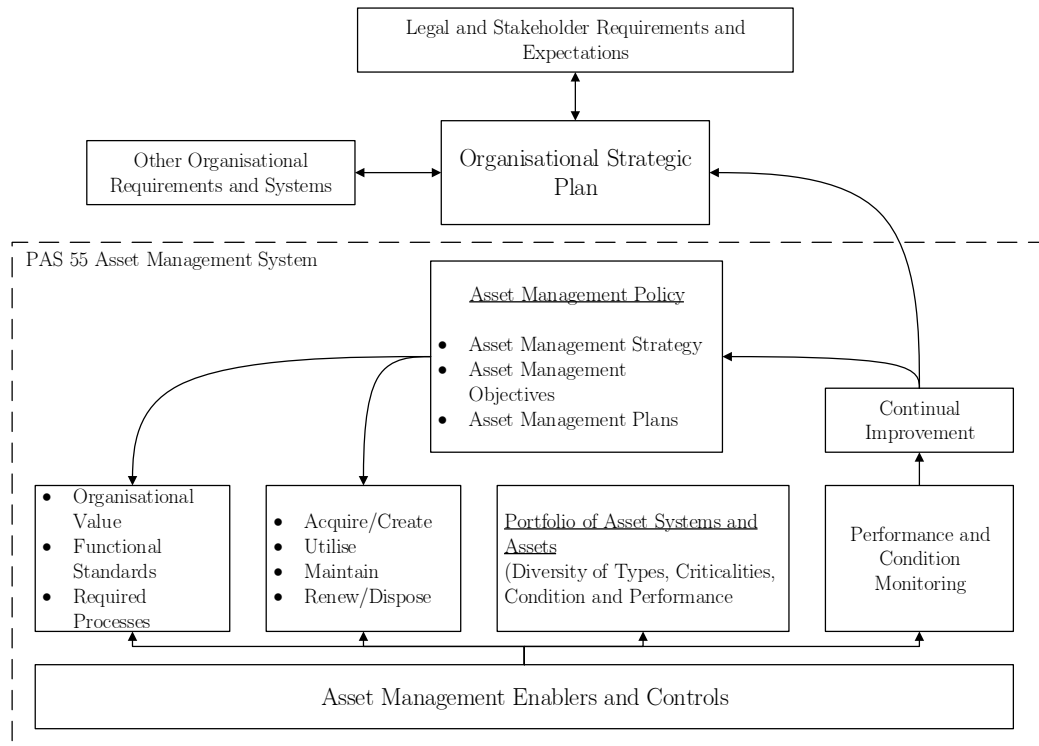 Legal and Stakeholder Requirements and
Expectations
Organisational Strategic
Plan
Other Organisational
Requirements and Systems
PAS 55 Asset Management System
Asset Management Policy
• Asset Management Strategy
• Asset Management
Objectives
• Asset Management Plans
Continual
Improvement
• Organisational
Value
• Functional
Standards
• Required
Processes
• Acquire/Create
• Utilise
• Maintain
• Renew/Dispose
Portfolio of Asset Systems and
Assets
(Diversity of Types, Criticalities,
Condition and Performance
Performance and
Condition
Monitoring
Asset Management Enablers and Controls